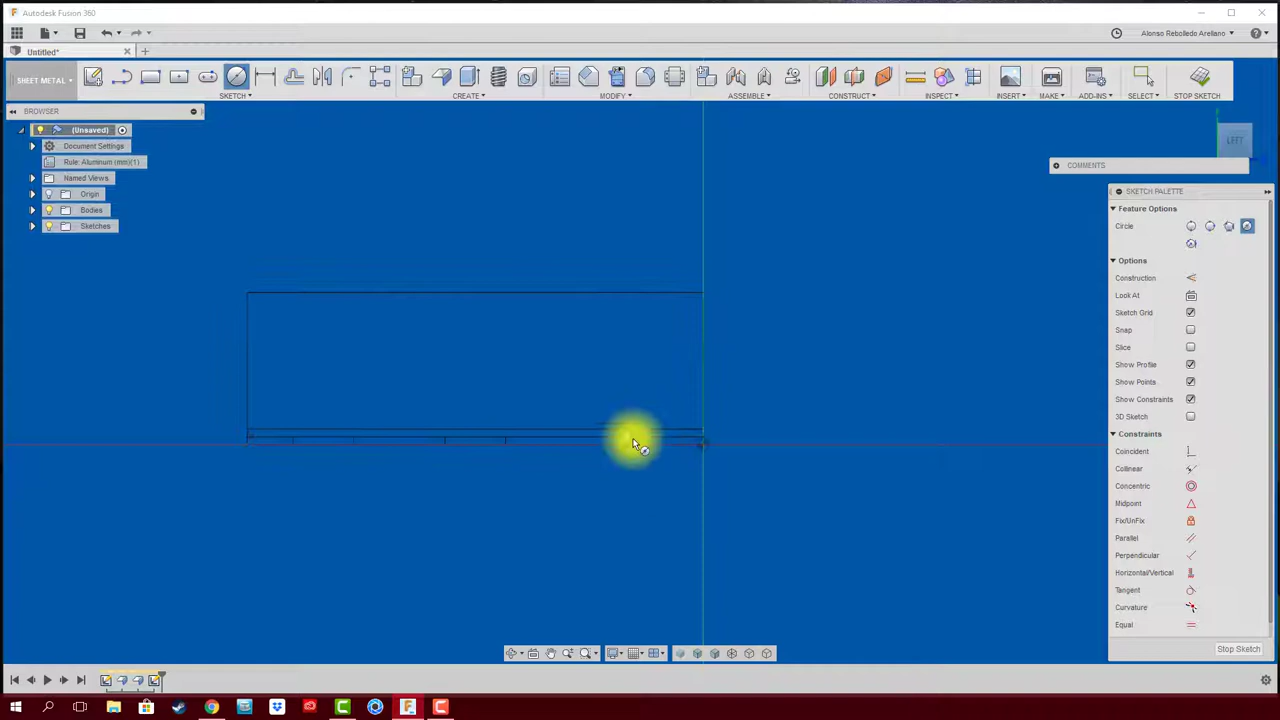 Autodesk Fusion 360
Untitled*
Alonso Rebolledo Arellano
SHEET METAL
SKETCH
CREATE
MODIFY
ASSEMBLE
CONSTRUCT
INSPECT
INSERT
MAKE
ADD-INS
SELECT
STOP SKETCH
BROWSER
(Unsaved)
Document Settings
Rule: Aluminum (mm)(1)
Named Views
Origin
Bodies
Sketches
LEFT
COMMENTS
SKETCH PALETTE
Feature Options
Circle
Options
Construction
Look At
Sketch Grid
Snap
Slice
Show Profile
Show Points
Show Constraints
3D Sketch
Constraints
Coincident
Collinear
Concentric
Midpoint
Fix/UnFix
Parallel
Perpendicular
Horizontal/Vertical
Tangent
Curvature
Equal
Stop Sketch